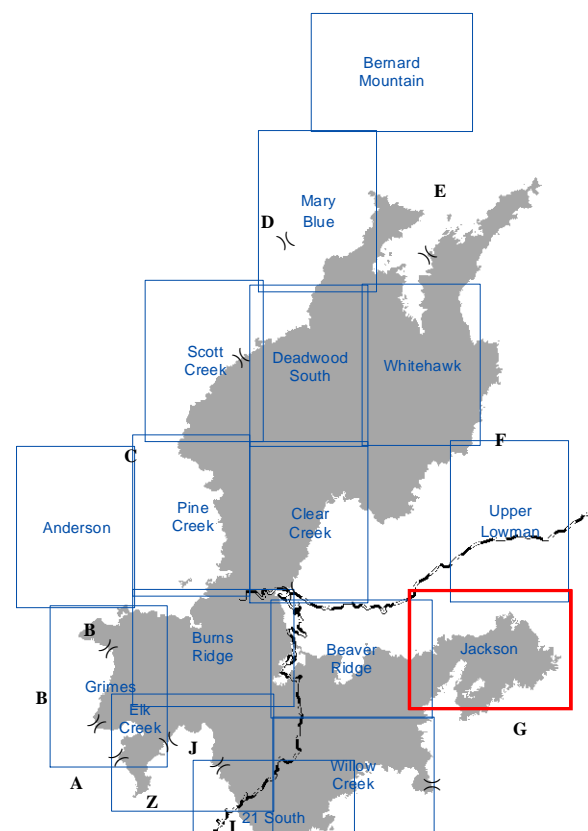 Bernard
Mountain
E
Mary
Blue
D
Scott
Creek
Deadwood
South
Whitehawk
F
C
Pine
Creek
Clear
Creek
Upper
Lowman
Anderson
B
Burns
Ridge
Beaver
Ridge
Jackson
B
Grimes
Elk
Creek
G
J
A
Z
Willow
Creek
21 South